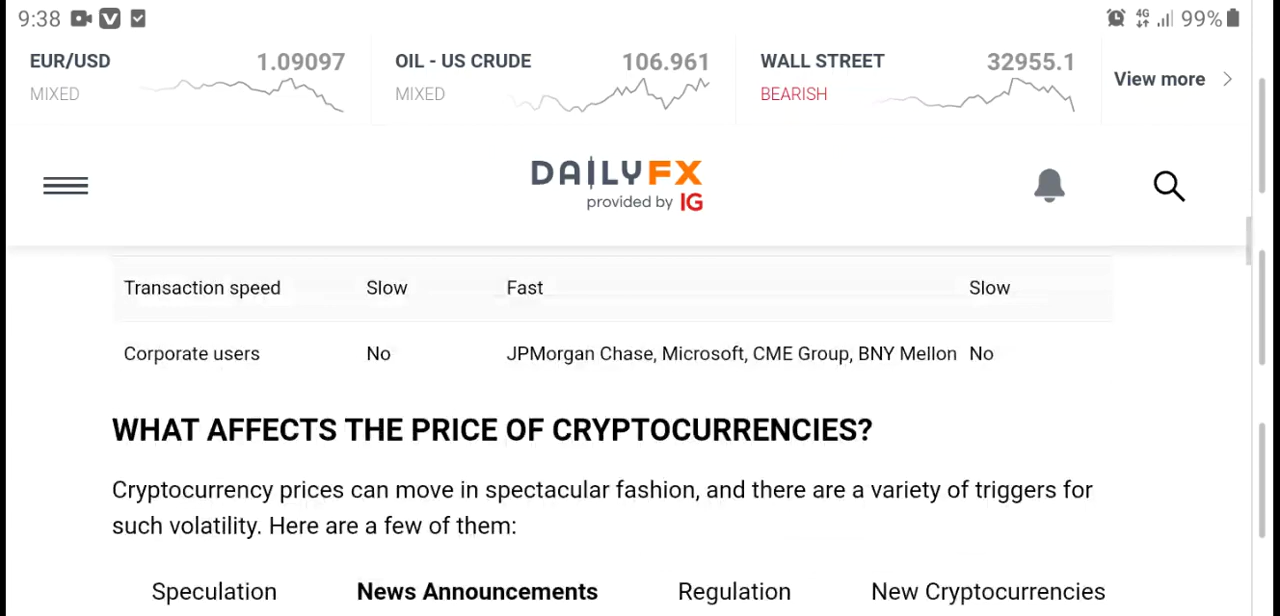 9:38 99%
EUR/USD 1.09097 OIL - US CRUDE 106.961 WALL STREET 32955.1 View more
MIXED MIXED BEARISH
DAILYFX
provided by IG
Transaction speed Slow Fast Slow
Corporate users No JPMorgan Chase, Microsoft, CME Group, BNY Mellon No
WHAT AFFECTS THE PRICE OF CRYPTOCURRENCIES?
Cryptocurrency prices can move in spectacular fashion, and there are a variety of triggers for
such volatility. Here are a few of them:
Speculation News Announcements Regulation New Cryptocurrencies